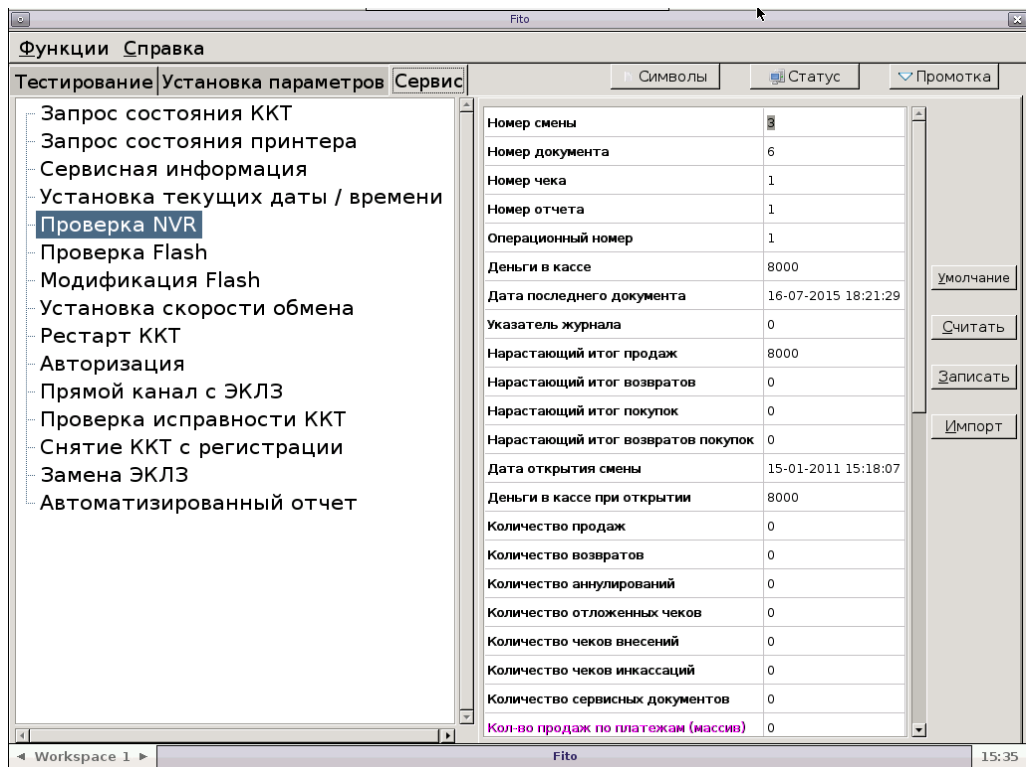 Fito
Функции Справка
Тестирование Установка параметров Сервис
Символы Статус Промотка
Запрос состояния ККТ
Запрос состояния принтера
Сервисная информация
Установка текущих даты / времени
Проверка NVR
Проверка Flash
Модификация Flash
Установка скорости обмена
Рестарт ККТ
Авторизация
Прямой канал с ЭКЛЗ
Проверка исправности ККТ
Снятие ККТ с регистрации
Замена ЭКЛЗ
Автоматизированный отчет
Номер смены 3
Номер документа 6
Номер чека 1
Номер отчета 1
Операционный номер 1
Деньги в кассе 8000
Дата последнего документа 16-07-2015 18:21:29
Указатель журнала 0
Нарастающий итог продаж 8000
Нарастающий итог возвратов 0
Нарастающий итог покупок 0
Нарастающий итог возвратов покупок 0
Дата открытия смены 15-01-2011 15:18:07
Деньги в кассе при открытии 8000
Количество продаж 0
Количество возвратов 0
Количество аннулирований 0
Количество отложенных чеков 0
Количество чеков внесений 0
Количество чеков инкассаций 0
Количество сервисных документов 0
Кол-во продаж по платежам (массив) 0
Умолчание
Считать
Записать
Импорт
Workspace 1 Fito 15:35